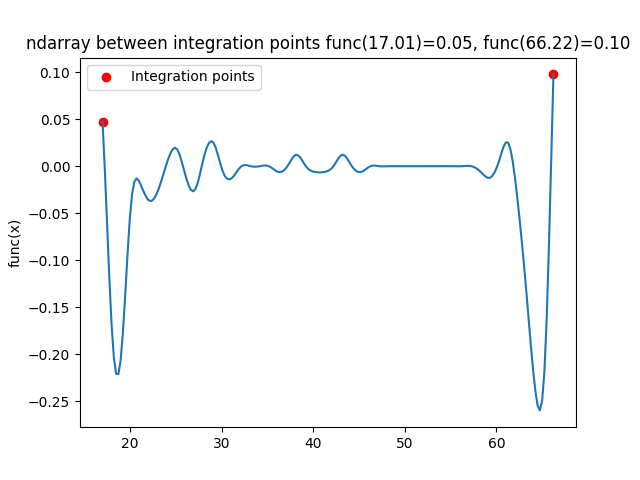 ndarray between integration points func(17.01)=0.05, func(66.22)=0.10
Integration points
func(x)
0.10
0.05
0.00
−0.05
−0.10
−0.15
−0.20
−0.25
20 30 40 50 60